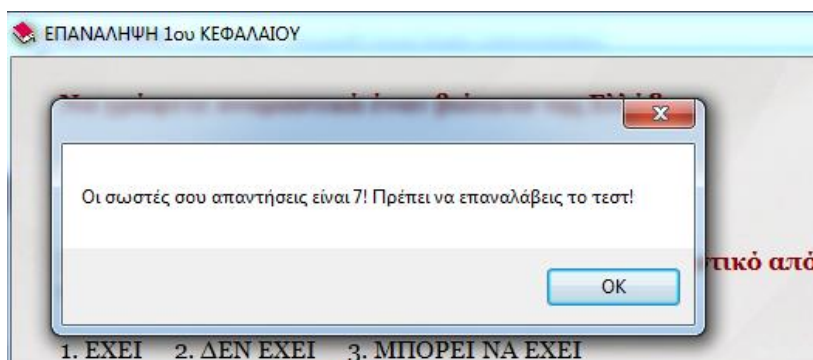 ΕΠΑΝΑΛΗΨΗ 1ου ΚΕΦΑΛΑΙΟΥ
Οι σωστές σου απαντήσεις είναι 7! Πρέπει να επαναλάβεις το τεστ!
τικό από
OK
1. ΕΧΕΙ 2. ΔΕΝ ΕΧΕΙ 3. ΜΠΟΡΕΙ ΝΑ ΕΧΕΙ